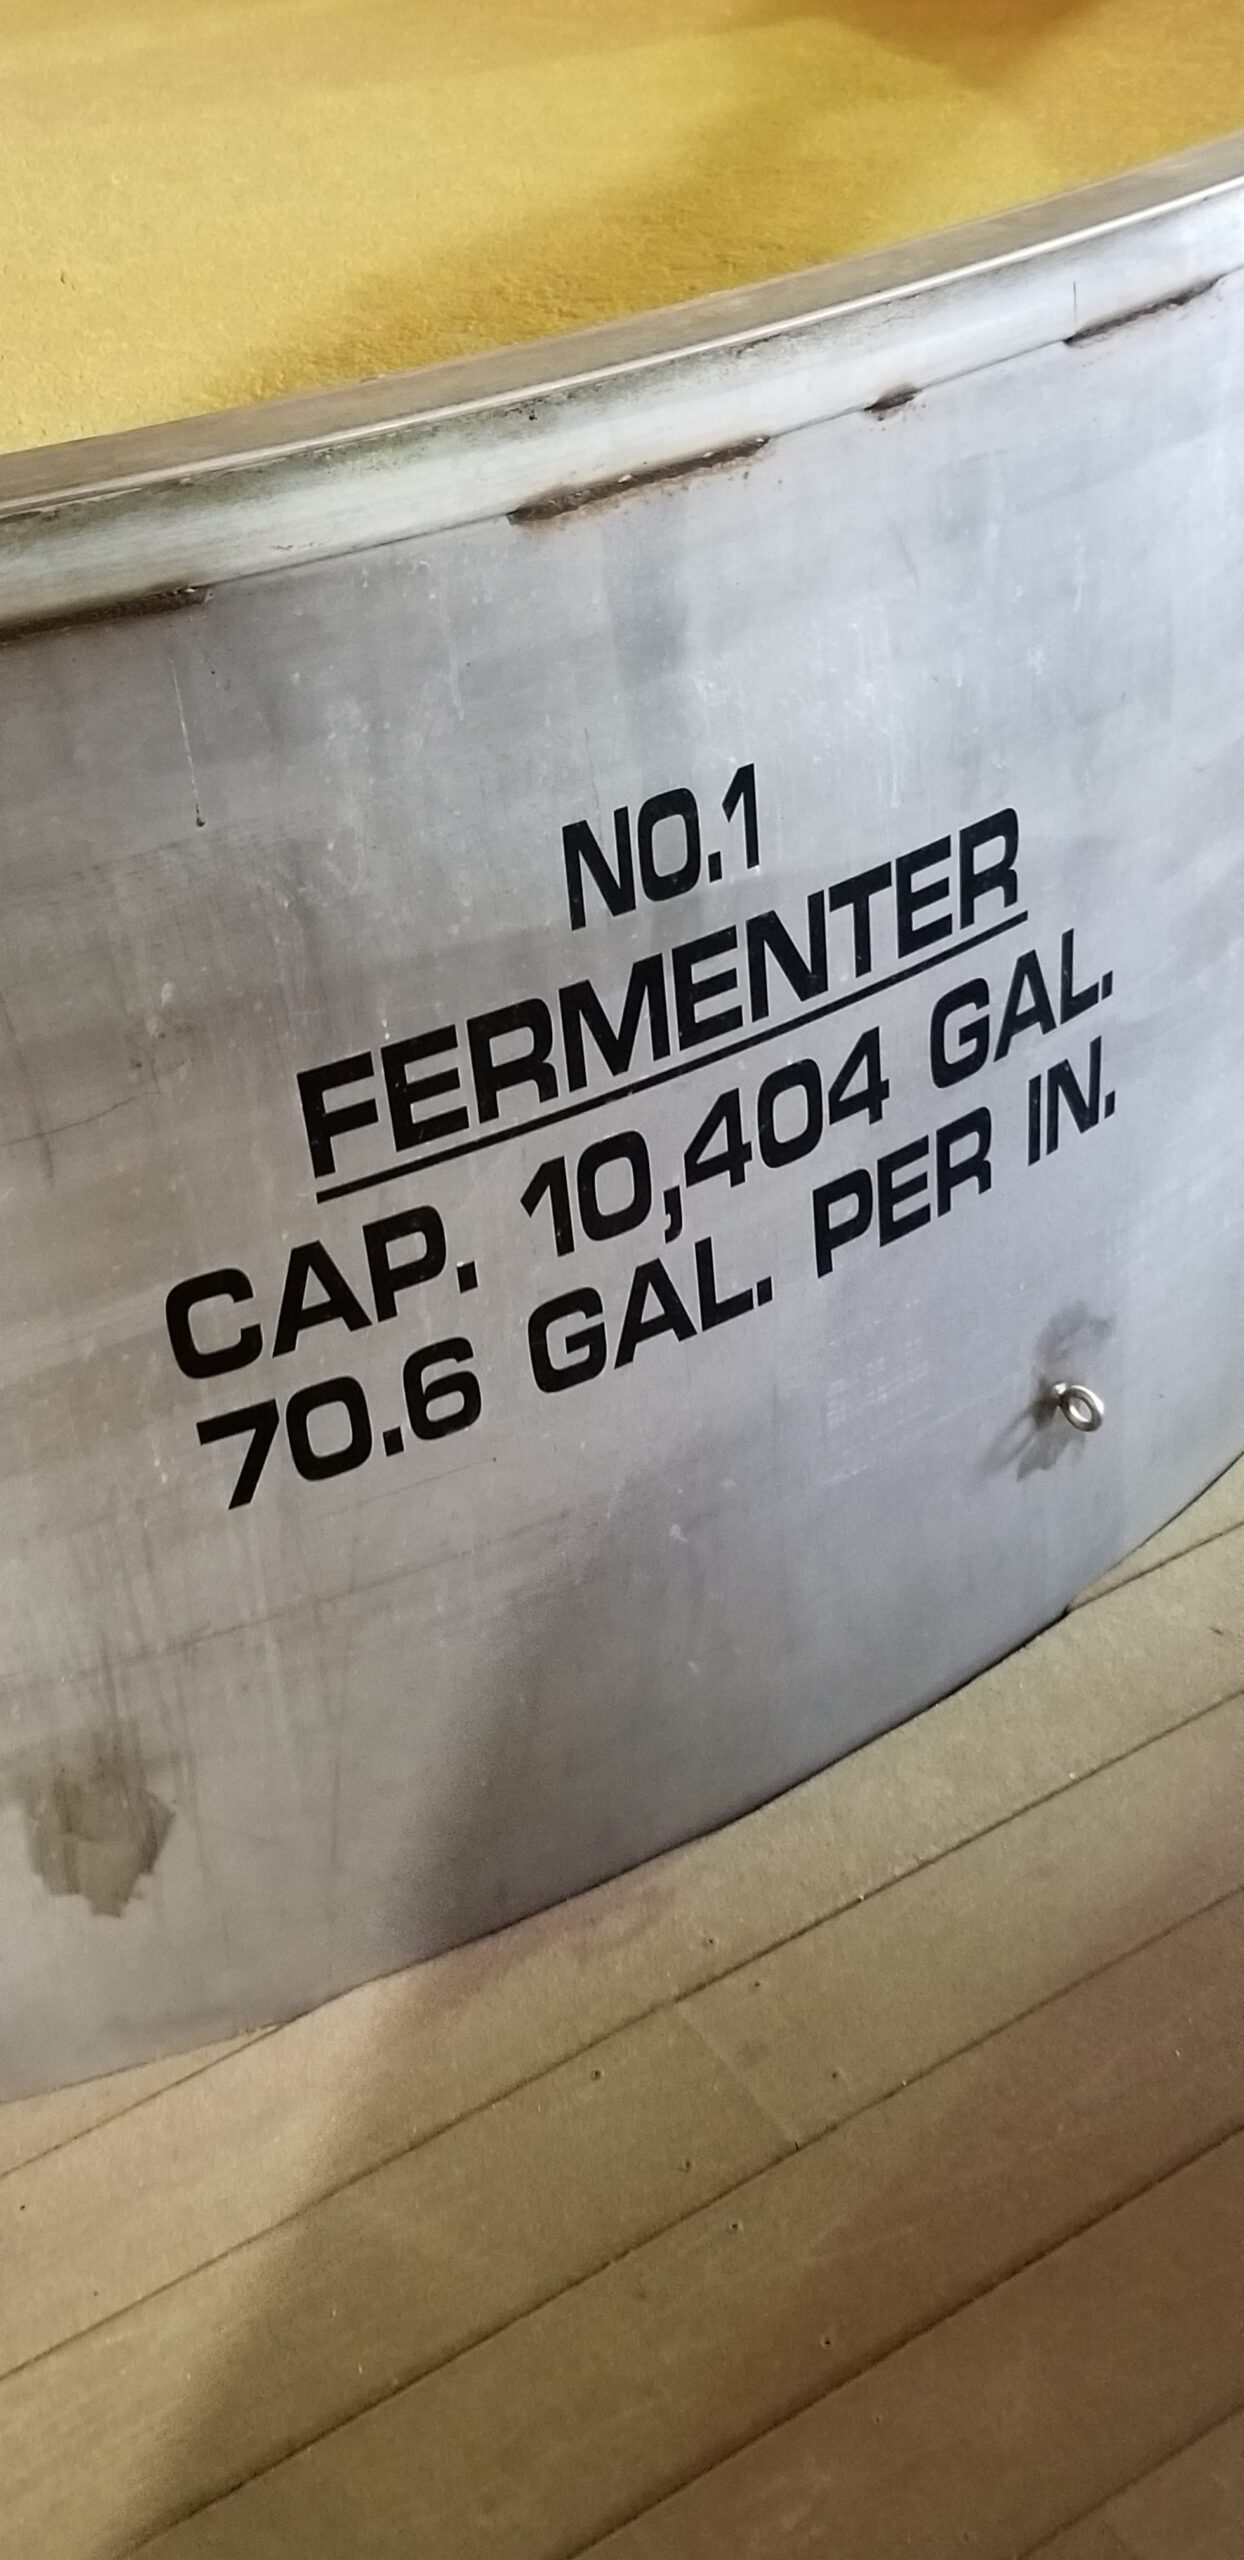 NO.1
FERMENTER
CAP. 10,404 GAL.
70.6 GAL. PER IN.